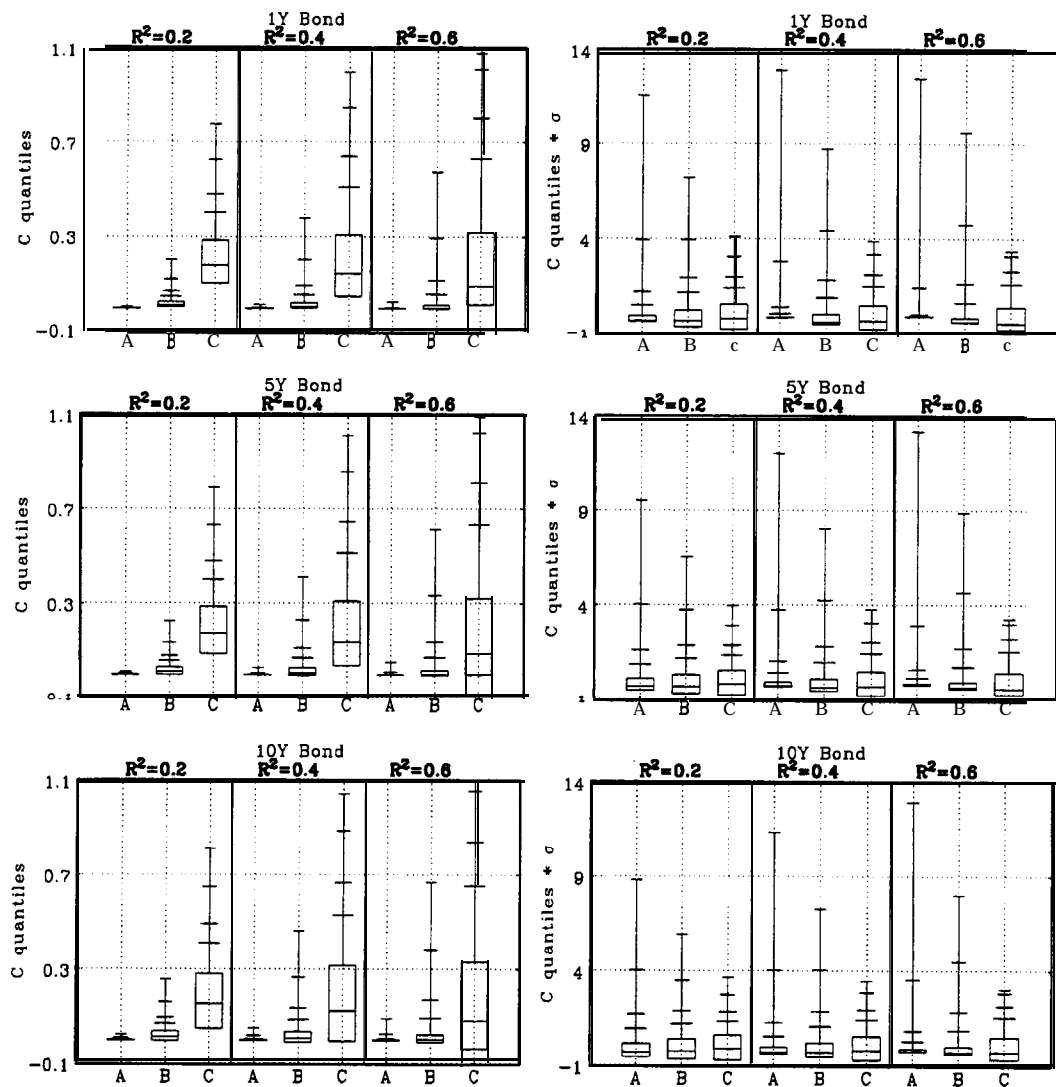 1Y Bond
R²=0.2 R²=0.4 R²=0.6
1.1
0.7
0.3
-0.1
C quantiles
A B C A B C A B C
1Y Bond
R²=0.2 R²=0.4 R²=0.6
14
9
4
-1
C quantiles * σ
A B c A B C A B c
5Y Bond
R²=0.2 R²=0.4 R²=0.6
1.1
0.7
0.3
C quantiles
A B C A B C A B C
5Y Bond
R²=0.2 R²=0.4 R²=0.6
14
9
4
C quantiles * σ
A B C A B C A B C
10Y Bond
R²=0.2 R²=0.4 R²=0.6
1.1
0.7
0.3
-0.1
C quantiles
A B C A B C A B C
10Y Bond
R²=0.2 R²=0.4 R²=0.6
14
9
4
-1
C quantiles * σ
A B C A B C A B C